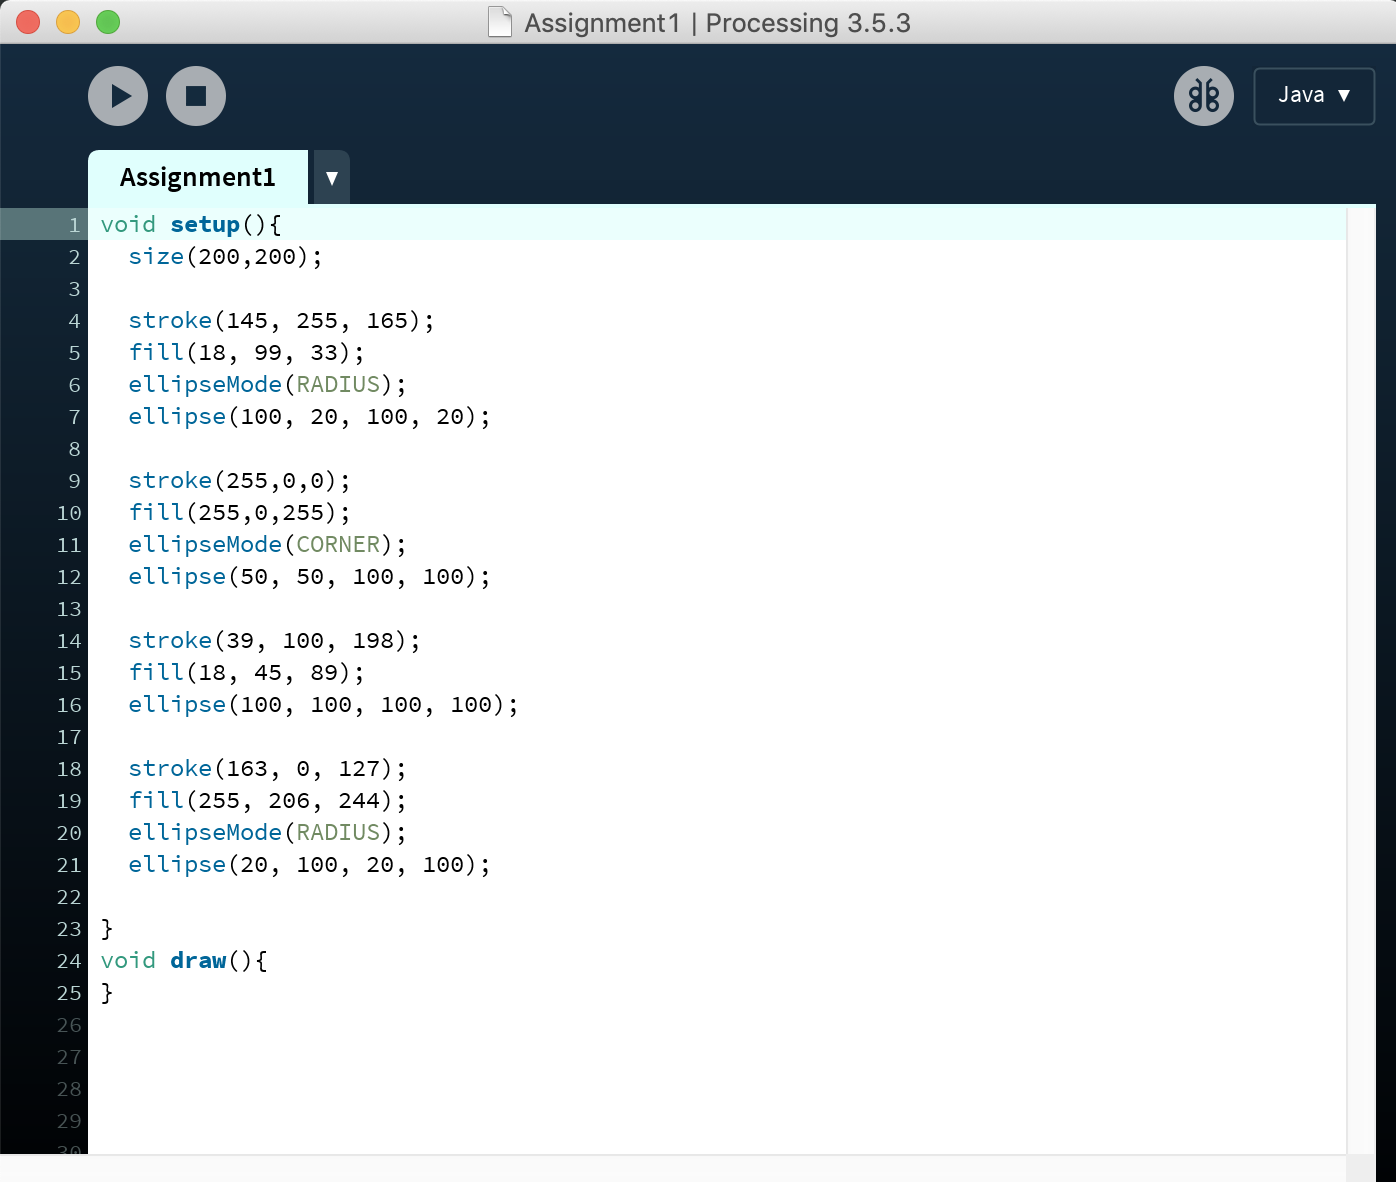 Assignment1 | Processing 3.5.3
Java ▼
Assignment1 ▼
1 void setup(){
2   size(200,200);
3
4   stroke(145, 255, 165);
5   fill(18, 99, 33);
6   ellipseMode(RADIUS);
7   ellipse(100, 20, 100, 20);
8
9   stroke(255,0,0);
10   fill(255,0,255);
11   ellipseMode(CORNER);
12   ellipse(50, 50, 100, 100);
13
14   stroke(39, 100, 198);
15   fill(18, 45, 89);
16   ellipse(100, 100, 100, 100);
17
18   stroke(163, 0, 127);
19   fill(255, 206, 244);
20   ellipseMode(RADIUS);
21   ellipse(20, 100, 20, 100);
22
23 }
24 void draw(){
25 }
26
27
28
29
30